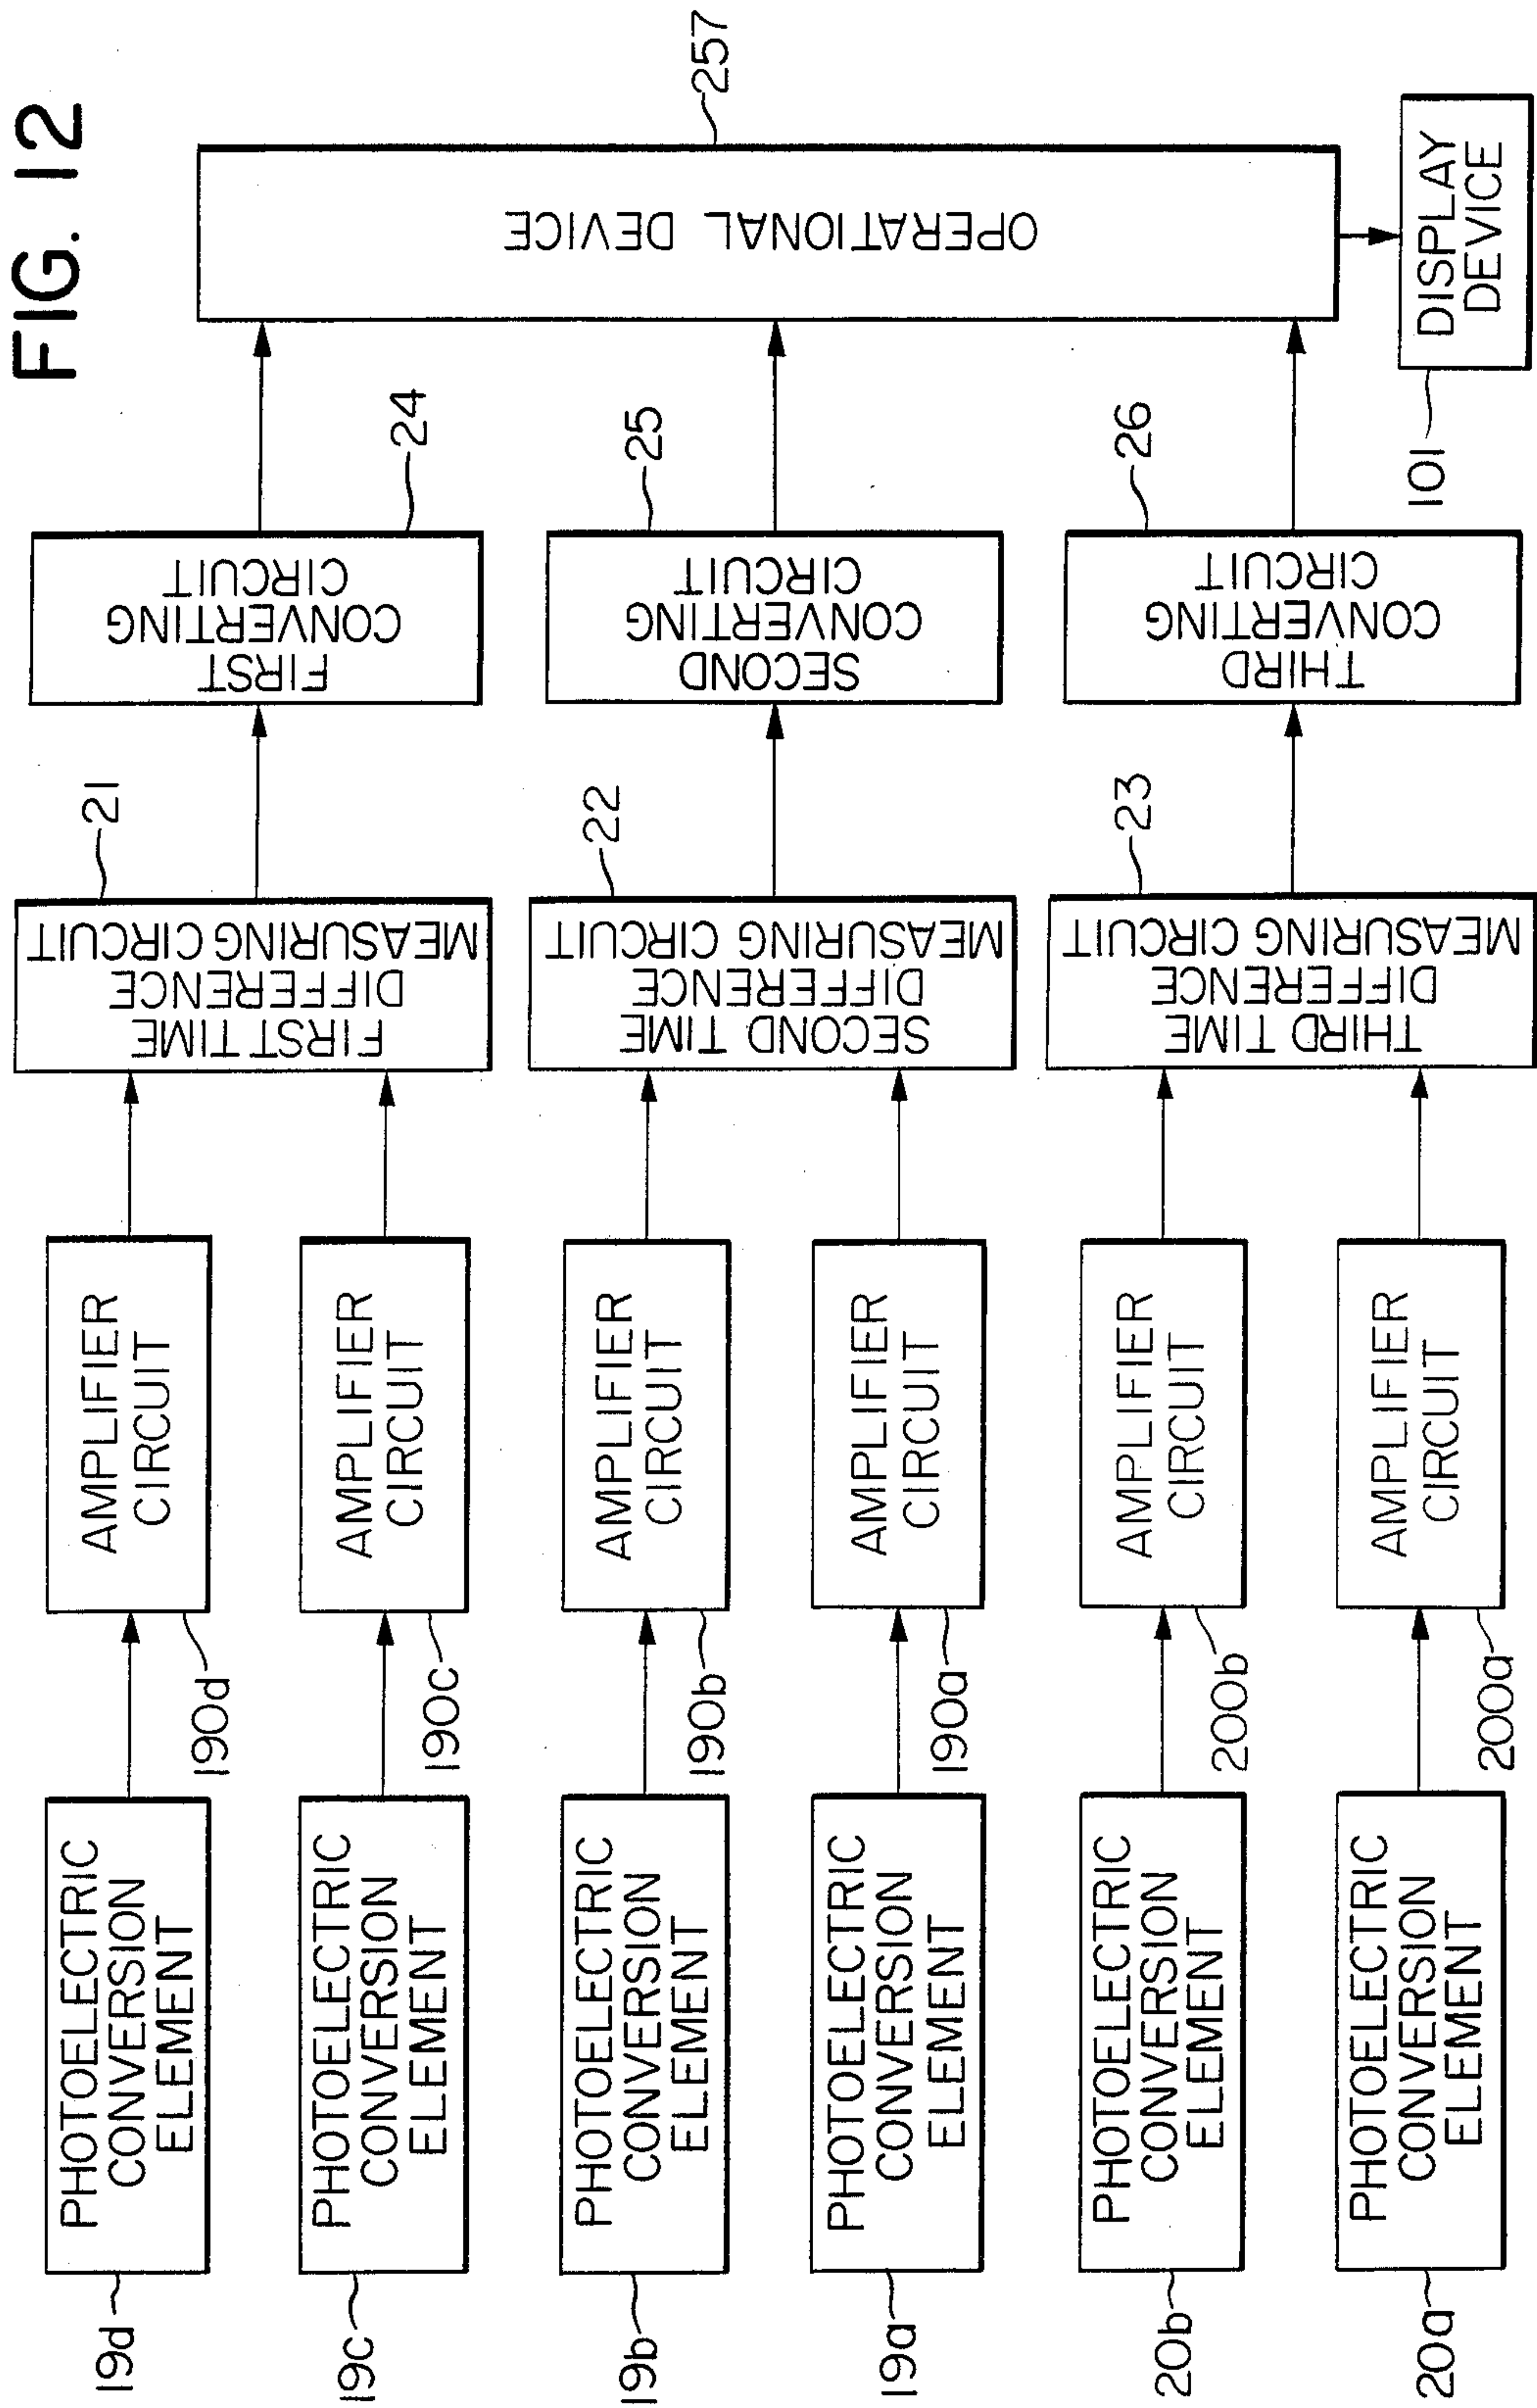 FIG. 12
19d
PHOTOELECTRIC
CONVERSION
ELEMENT
190d
AMPLIFIER
CIRCUIT
19c
PHOTOELECTRIC
CONVERSION
ELEMENT
190c
AMPLIFIER
CIRCUIT
21
FIRST TIME
DIFFERENCE
MEASURING CIRCUIT
24
FIRST
CONVERTING
CIRCUIT
19b
PHOTOELECTRIC
CONVERSION
ELEMENT
190b
AMPLIFIER
CIRCUIT
19a
PHOTOELECTRIC
CONVERSION
ELEMENT
190a
AMPLIFIER
CIRCUIT
22
SECOND TIME
DIFFERENCE
MEASURING CIRCUIT
25
SECOND
CONVERTING
CIRCUIT
20b
PHOTOELECTRIC
CONVERSION
ELEMENT
200b
AMPLIFIER
CIRCUIT
20a
PHOTOELECTRIC
CONVERSION
ELEMENT
200a
AMPLIFIER
CIRCUIT
23
THIRD TIME
DIFFERENCE
MEASURING CIRCUIT
26
THIRD
CONVERTING
CIRCUIT
257
OPERATIONAL DEVICE
101
DISPLAY
DEVICE